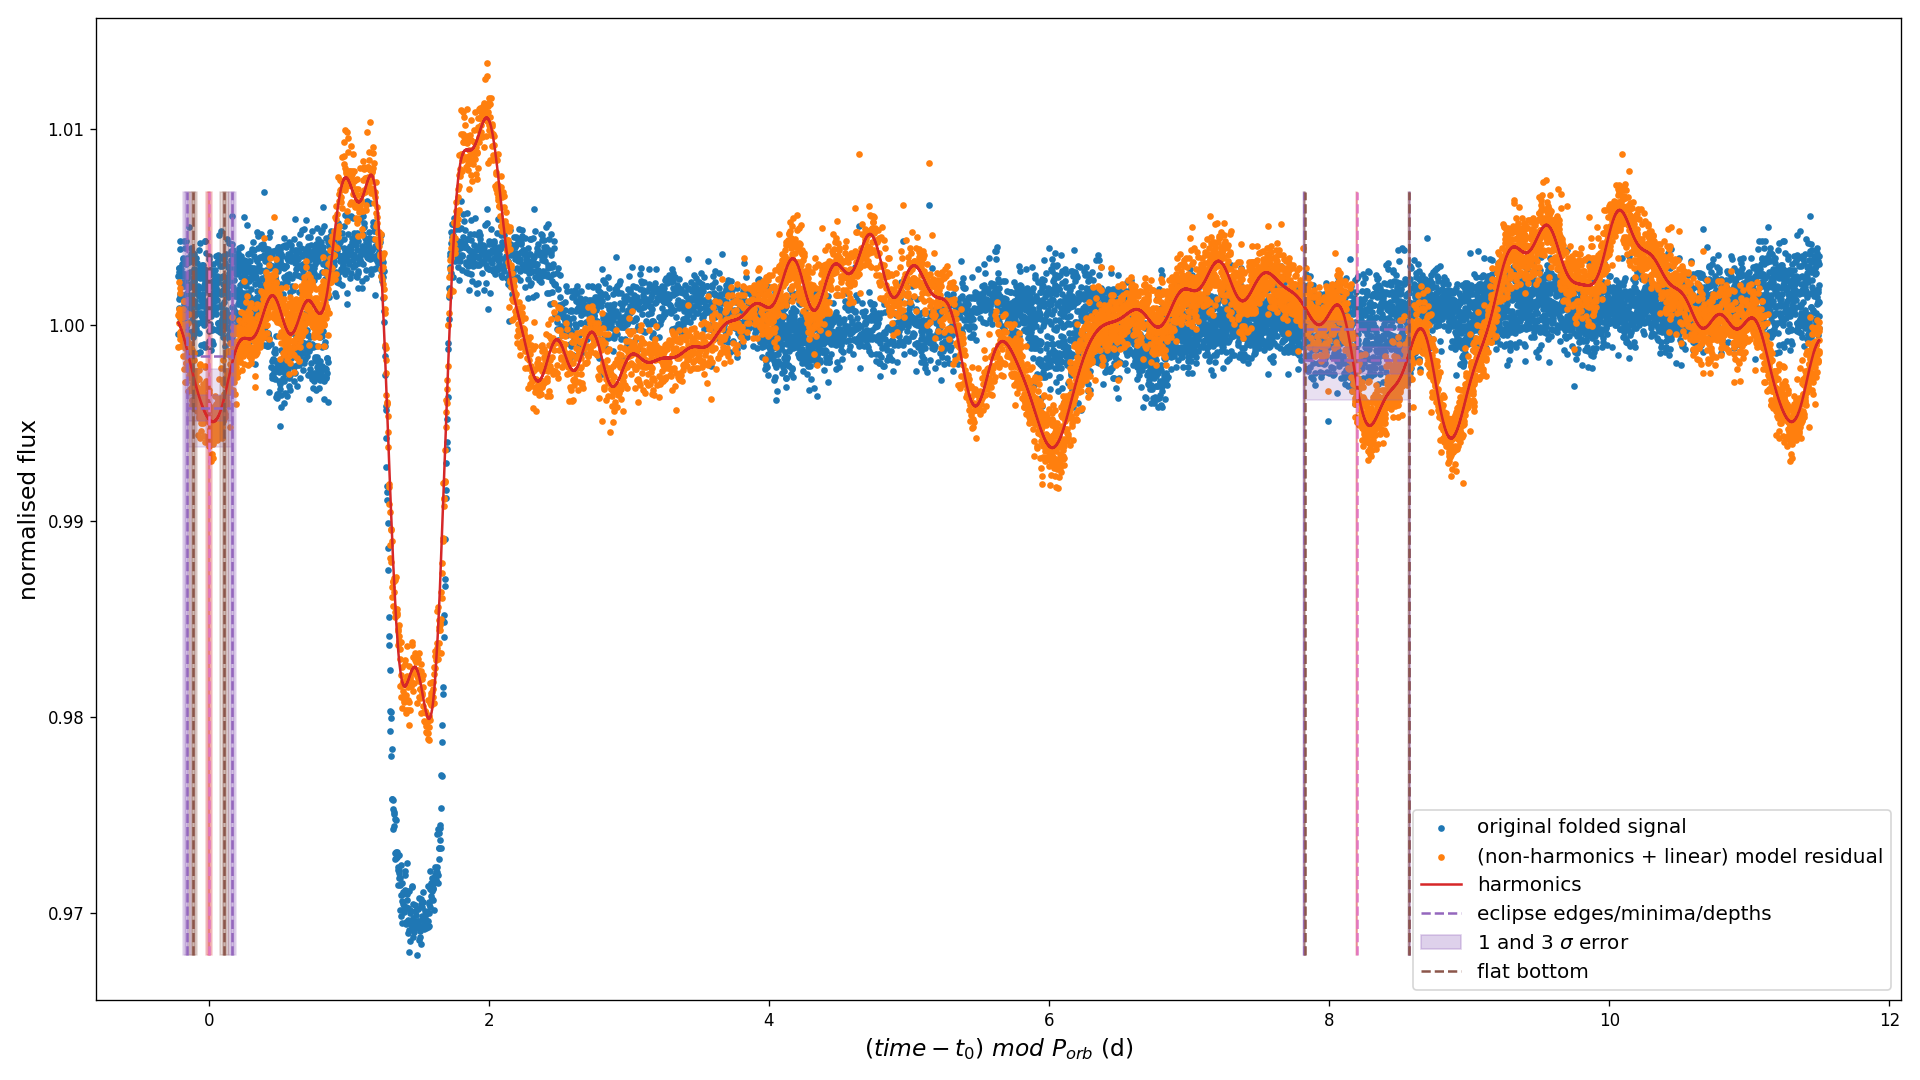 normalised flux
1.01
1.00
0.99
0.98
0.97
0
2
4
6
8
10
12
(time − t₀) mod P_orb (d)
original folded signal
(non-harmonics + linear) model residual
harmonics
eclipse edges/minima/depths
1 and 3 σ error
flat bottom